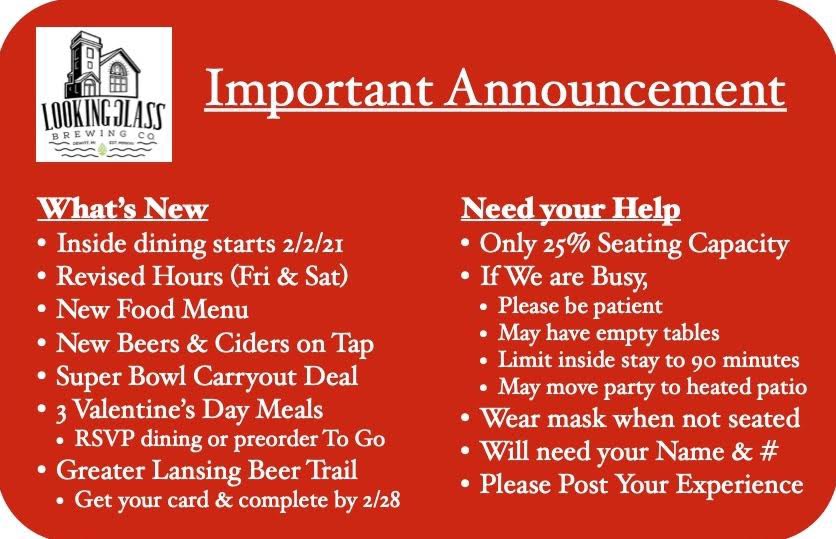 LOOKING GLASS
BREWING CO
DEWITT, MI
Important Announcement
What's New
• Inside dining starts 2/2/21
• Revised Hours (Fri & Sat)
• New Food Menu
• New Beers & Ciders on Tap
• Super Bowl Carryout Deal
• 3 Valentine's Day Meals
• RSVP dining or preorder To Go
• Greater Lansing Beer Trail
• Get your card & complete by 2/28
Need your Help
• Only 25% Seating Capacity
• If We are Busy,
• Please be patient
• May have empty tables
• Limit inside stay to 90 minutes
• May move party to heated patio
• Wear mask when not seated
• Will need your Name & #
• Please Post Your Experience